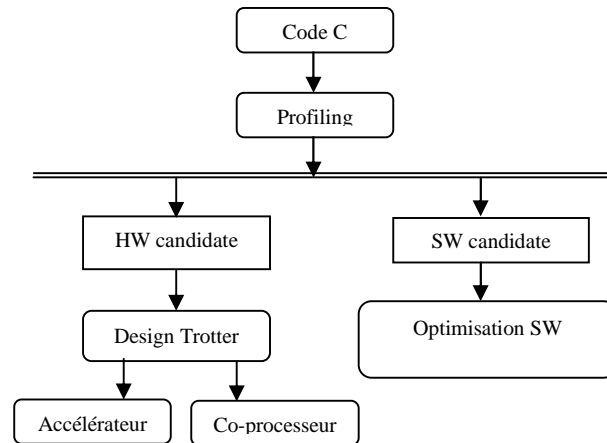 Code C
Profiling
HW candidate
SW candidate
Design Trotter
Optimisation SW
Accélérateur
Co-processeur